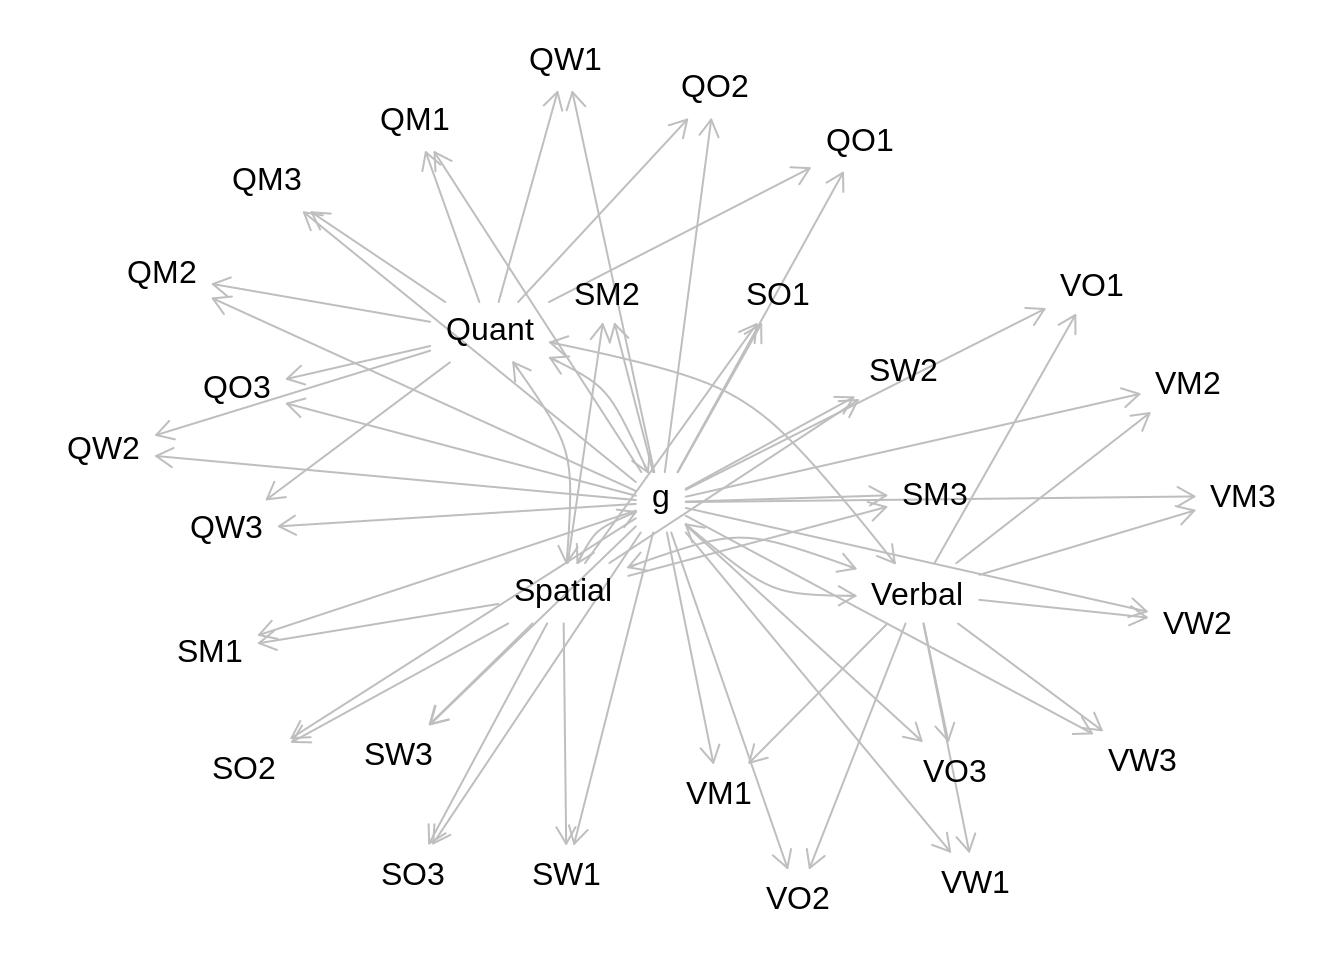 QW1
QO2
QM1
QO1
QM3
QM2
SM2
SO1
VO1
Quant
SW2
VM2
QO3
QW2
g
SM3
VM3
QW3
Spatial
Verbal
VW2
SM1
SO2
SW3
VO3
VW3
VM1
SO3
SW1
VW1
VO2